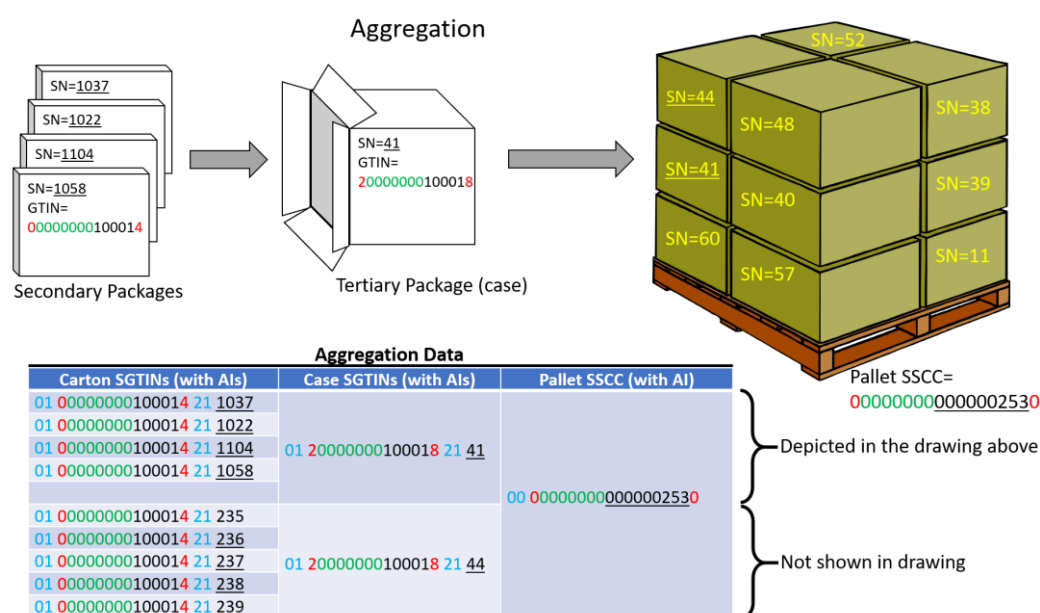 Aggregation
SN=1037
SN=1022
SN=1104
SN=1058
GTIN=
00000000100014
Secondary Packages
SN=41
GTIN=
20000000100018
Tertiary Package (case)
SN=52
SN=44
SN=48
SN=38
SN=41
SN=40
SN=39
SN=60
SN=57
SN=11
Pallet SSCC=
000000000000002530
Aggregation Data
Carton SGTINs (with AIs) Case SGTINs (with AIs) Pallet SSCC (with AI)
01 00000000100014 21 1037
01 00000000100014 21 1022
01 00000000100014 21 1104
01 00000000100014 21 1058
01 20000000100018 21 41
00 000000000000002530
01 00000000100014 21 235
01 00000000100014 21 236
01 00000000100014 21 237
01 00000000100014 21 238
01 00000000100014 21 239
01 20000000100018 21 44
Depicted in the drawing above
Not shown in drawing